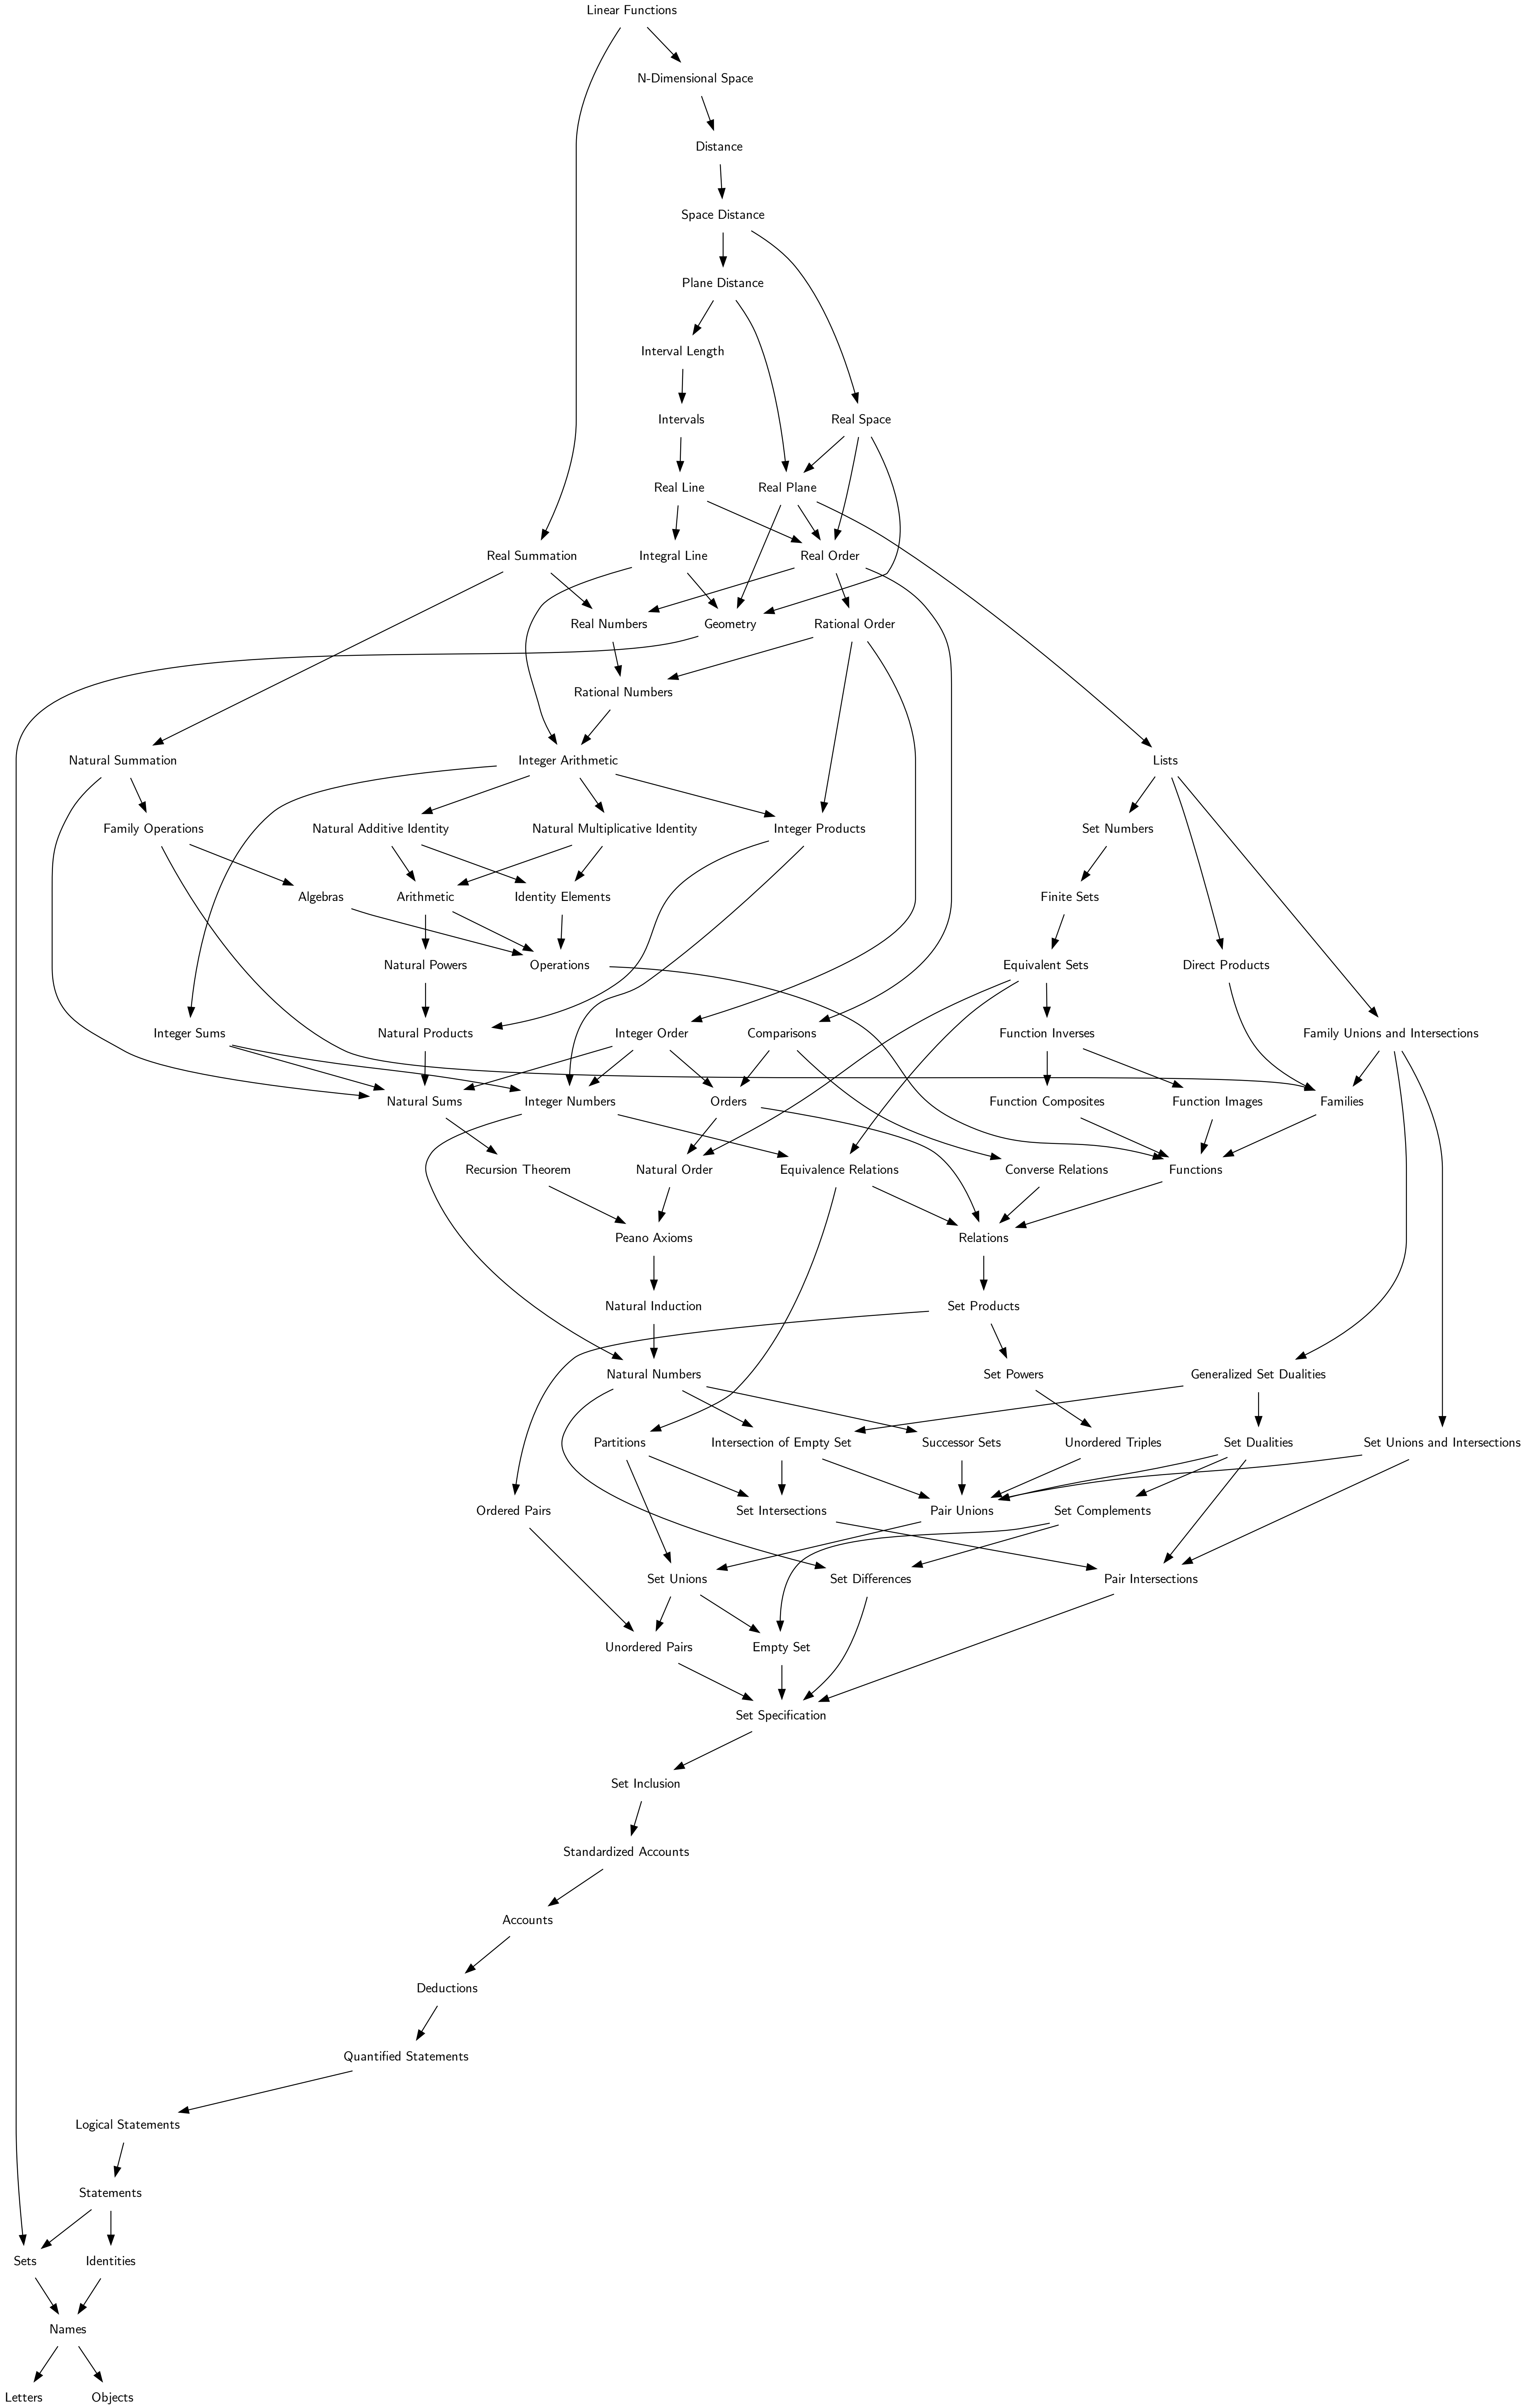 Linear Functions
N-Dimensional Space
Distance
Space Distance
Plane Distance
Interval Length
Intervals
Real Space
Real Line
Real Plane
Real Summation
Integral Line
Real Order
Real Numbers
Geometry
Rational Order
Rational Numbers
Natural Summation
Integer Arithmetic
Lists
Family Operations
Natural Additive Identity
Natural Multiplicative Identity
Integer Products
Set Numbers
Algebras
Arithmetic
Identity Elements
Finite Sets
Natural Powers
Operations
Equivalent Sets
Direct Products
Integer Sums
Natural Products
Integer Order
Comparisons
Function Inverses
Family Unions and Intersections
Natural Sums
Integer Numbers
Orders
Function Composites
Function Images
Families
Recursion Theorem
Natural Order
Equivalence Relations
Converse Relations
Functions
Peano Axioms
Relations
Natural Induction
Set Products
Natural Numbers
Set Powers
Generalized Set Dualities
Partitions
Intersection of Empty Set
Successor Sets
Unordered Triples
Set Dualities
Set Unions and Intersections
Ordered Pairs
Set Intersections
Pair Unions
Set Complements
Set Unions
Set Differences
Pair Intersections
Unordered Pairs
Empty Set
Set Specification
Set Inclusion
Standardized Accounts
Accounts
Deductions
Quantified Statements
Logical Statements
Statements
Sets
Identities
Names
Letters
Objects